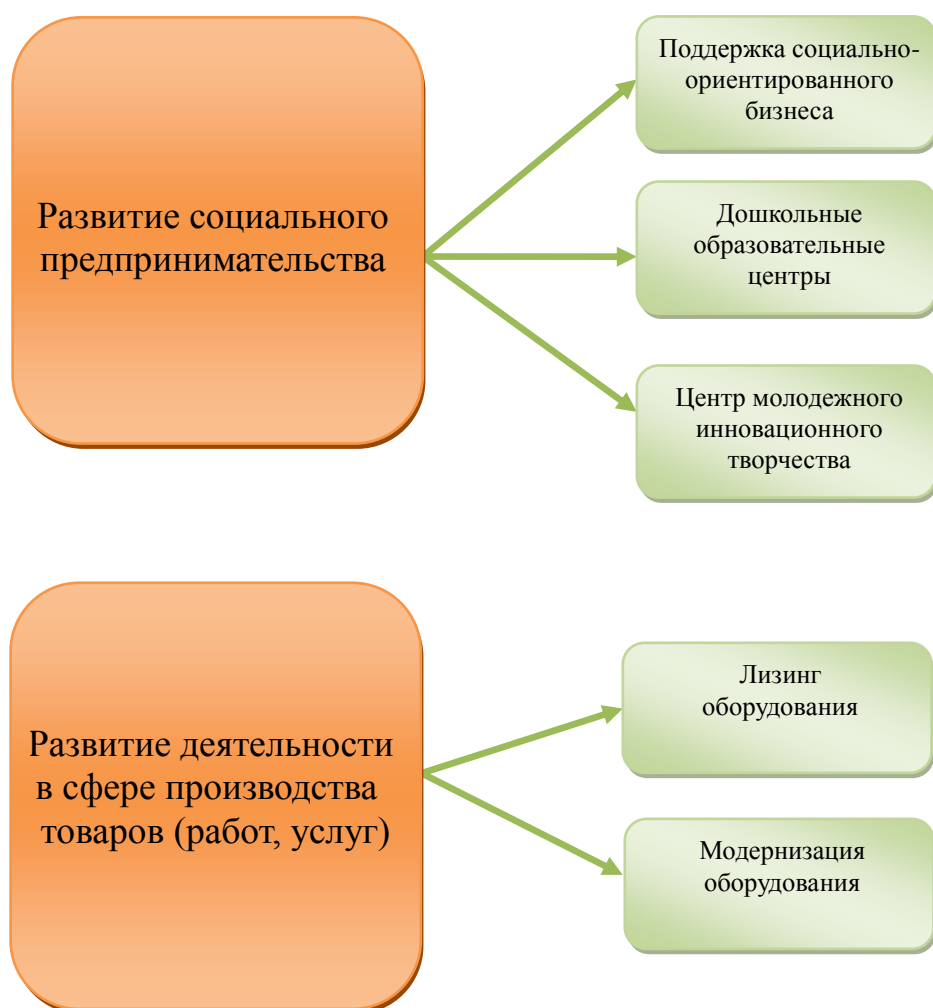 Развитие социального
предпринимательства
Поддержка социально-
ориентированного
бизнеса
Дошкольные
образовательные
центры
Центр молодежного
инновационного
творчества
Развитие деятельности
в сфере производства
товаров (работ, услуг)
Лизинг
оборудования
Модернизация
оборудования